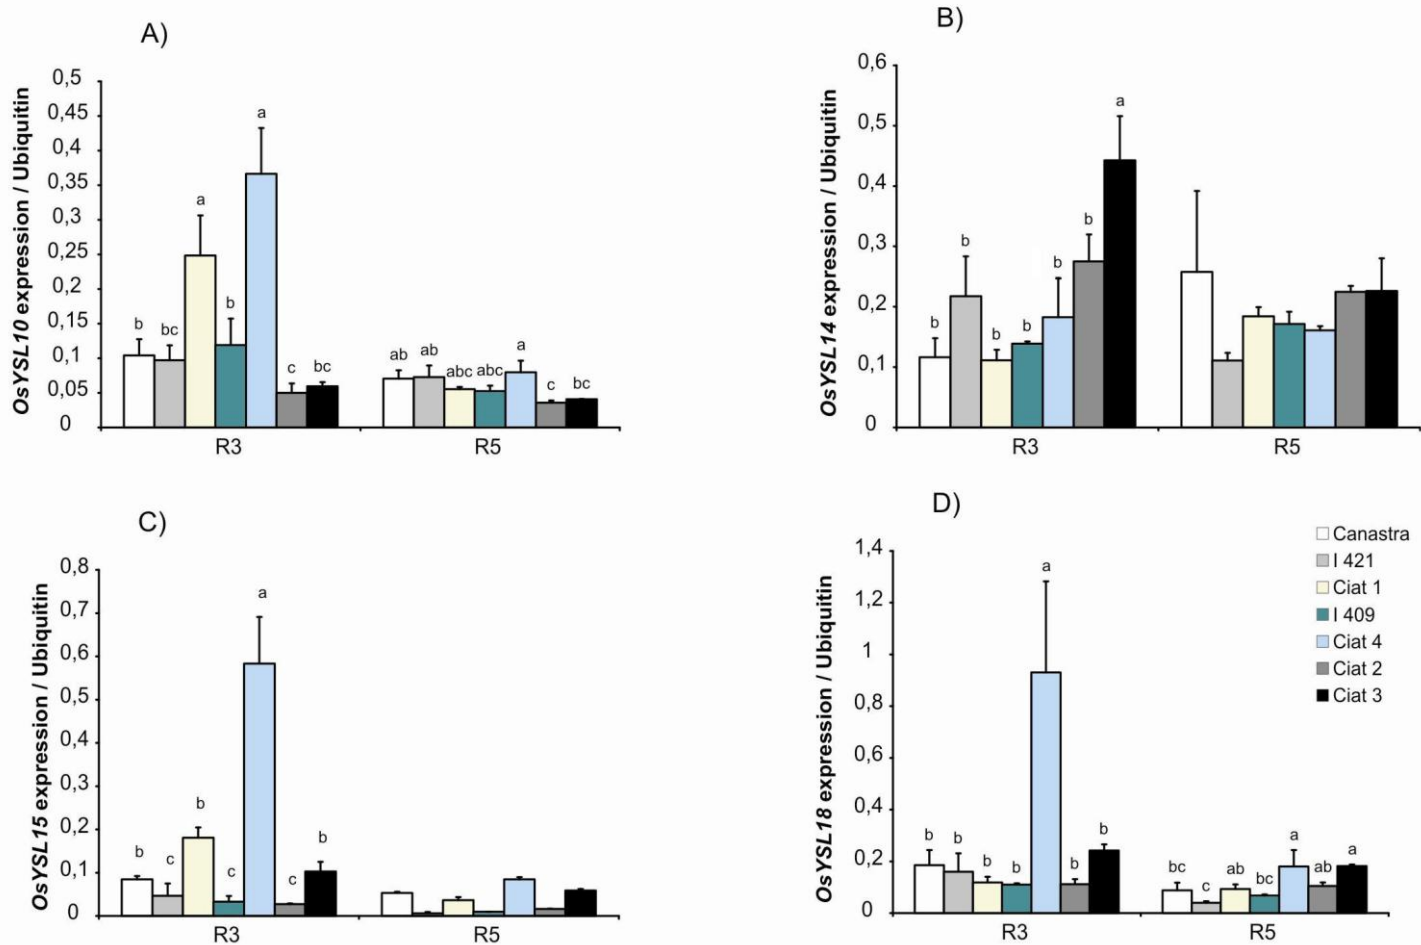 A)
OsYSL10 expression / Ubiquitin
0,5
0,45
0,4
0,35
0,3
0,25
0,2
0,15
0,1
0,05
0
b bc a b a c bc
ab ab abc abc a c bc
R3 R5
B)
OsYSL14 expression / Ubiquitin
0,6
0,5
0,4
0,3
0,2
0,1
0
b b b b b b a
R3 R5
C)
OsYSL15 expression / Ubiquitin
0,8
0,7
0,6
0,5
0,4
0,3
0,2
0,1
0
b c b c a c b
R3 R5
D)
OsYSL18 expression / Ubiquitin
1,4
1,2
1
0,8
0,6
0,4
0,2
0
b b b b a b b
bc c ab bc a ab a
R3 R5
Canastra
I 421
Ciat 1
I 409
Ciat 4
Ciat 2
Ciat 3